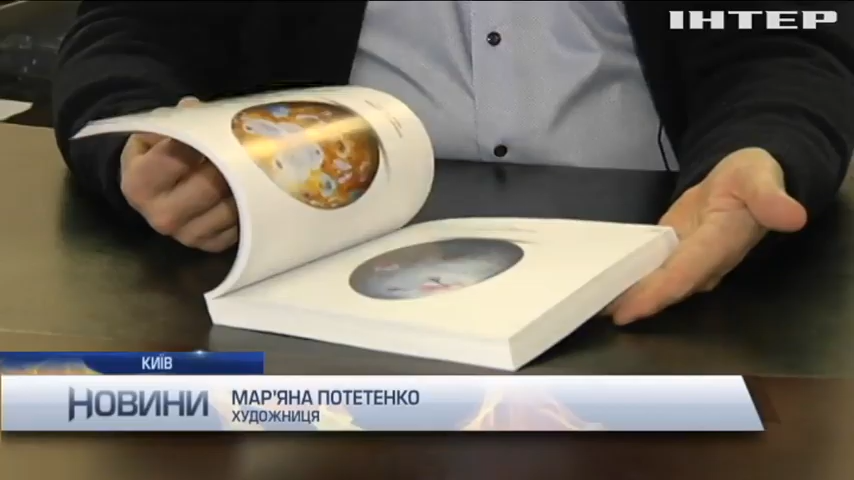 ІНТЕР
КИЇВ
НОВИНИ
МАР'ЯНА ПОТЕТЕНКО
ХУДОЖНИЦЯ